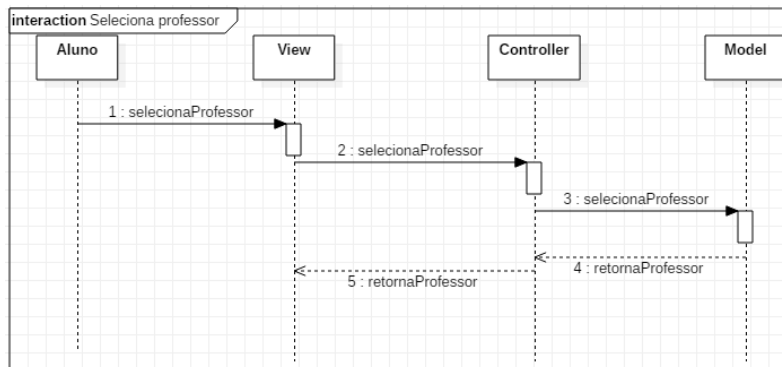 interaction Seleciona professor
Aluno
View
Controller
Model
1 : selecionaProfessor
2 : selecionaProfessor
3 : selecionaProfessor
4 : retornaProfessor
5 : retornaProfessor